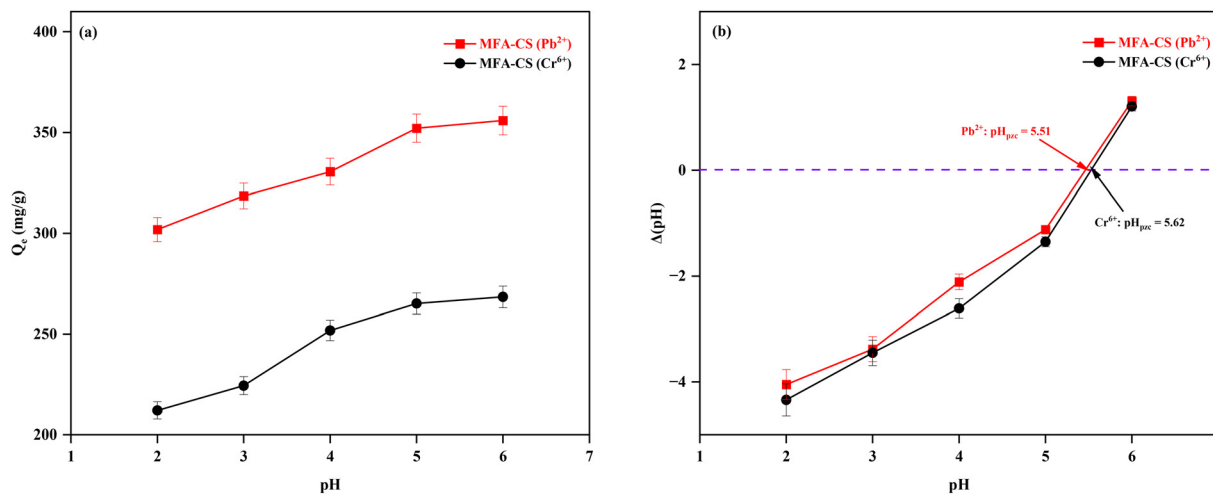 (a)
MFA-CS (Pb²⁺)
MFA-CS (Cr⁶⁺)
400
350
300
250
200
Qₑ (mg/g)
1 2 3 4 5 6 7
pH
(b)
MFA-CS (Pb²⁺)
MFA-CS (Cr⁶⁺)
2
0
−2
−4
Δ(pH)
Pb²⁺: pHpzc = 5.51
Cr⁶⁺: pHpzc = 5.62
1 2 3 4 5 6
pH